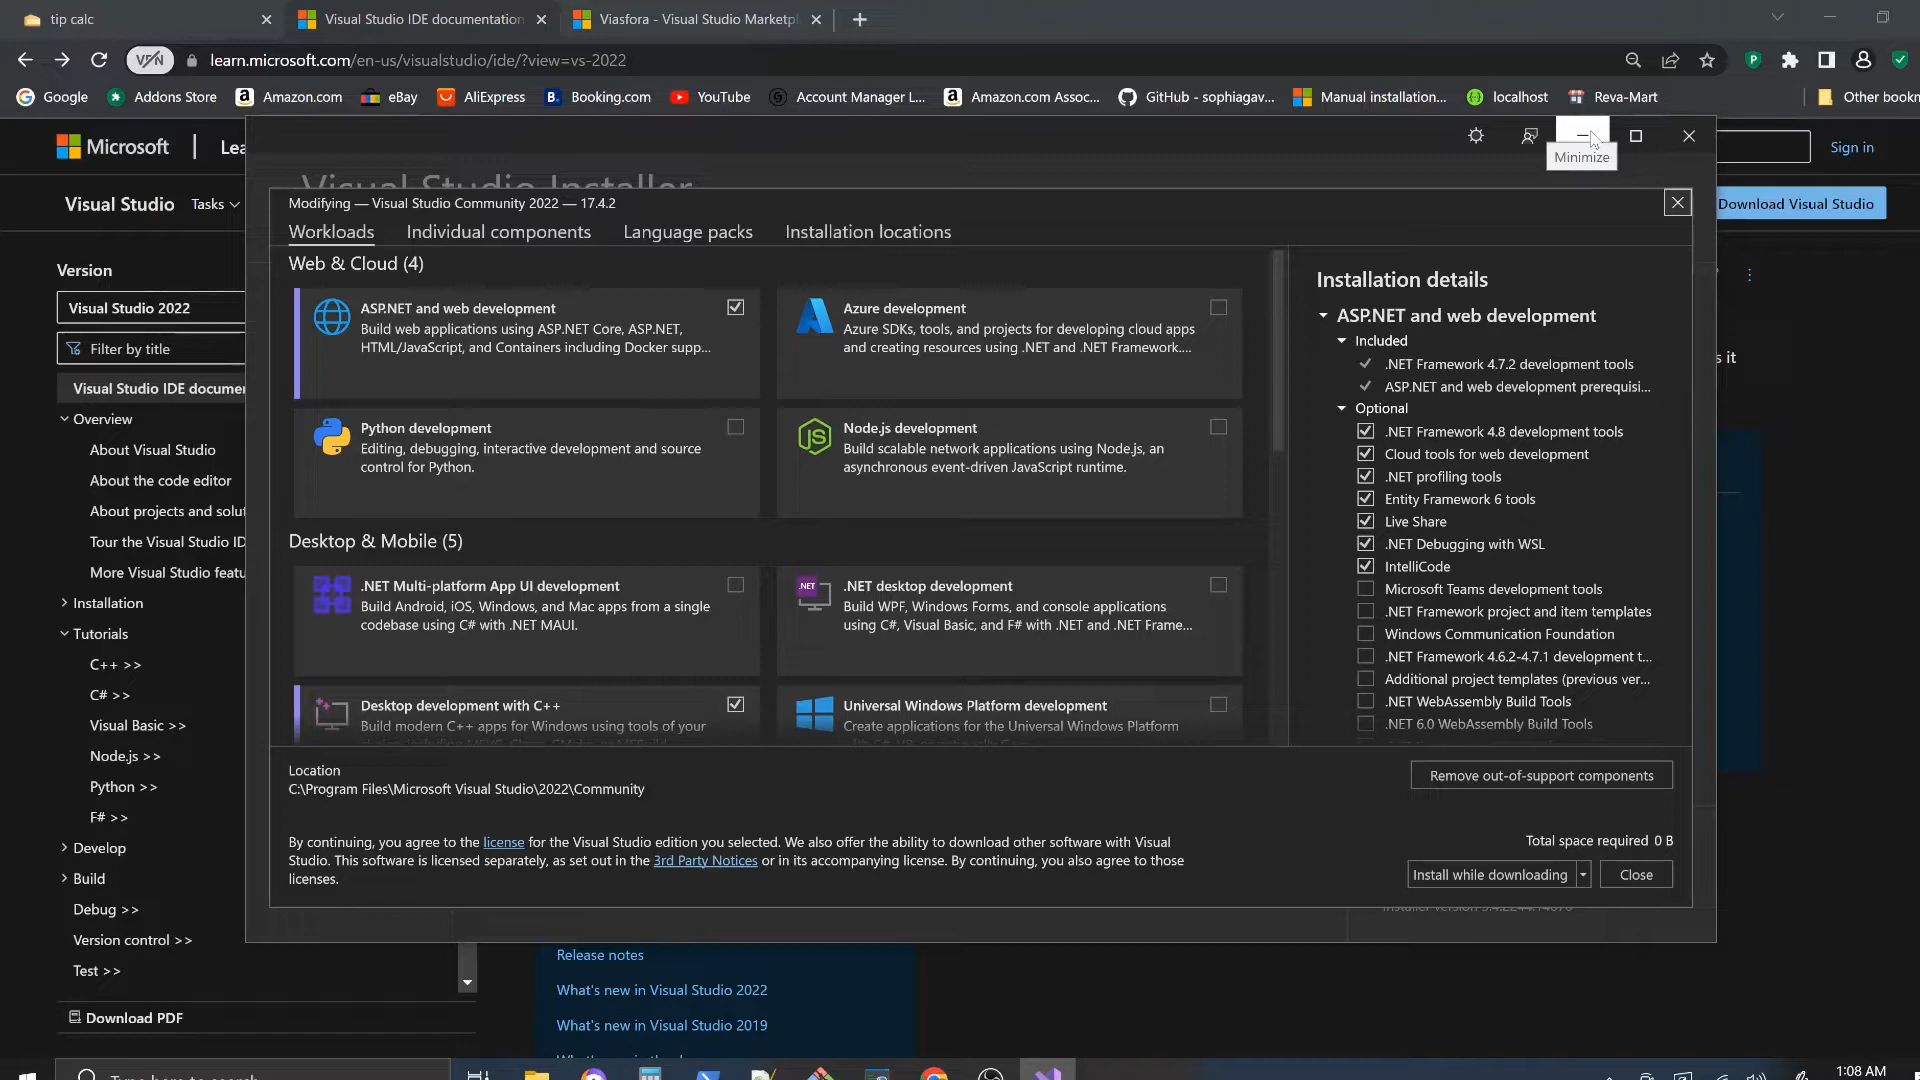 tip calc
Visual Studio IDE documentation
Viasfora - Visual Studio Marketpl
VPN
learn.microsoft.com/en-us/visualstudio/ide/?view=vs-2022
Google
Addons Store
Amazon.com
eBay
AliExpress
Booking.com
YouTube
Account Manager L...
Amazon.com Assoc...
GitHub - sophiagav...
Manual installation...
localhost
Reva-Mart
Other bookn
Microsoft
Lea
Sign in
Minimize
Visual Studio Installer
Visual Studio
Tasks
Download Visual Studio
Modifying — Visual Studio Community 2022 — 17.4.2
Workloads
Individual components
Language packs
Installation locations
Version
Visual Studio 2022
Filter by title
Visual Studio IDE documen
Overview
About Visual Studio
About the code editor
About projects and solut
Tour the Visual Studio ID
More Visual Studio featu
Installation
Tutorials
C++ >>
C# >>
Visual Basic >>
Node.js >>
Python >>
F# >>
Develop
Build
Debug >>
Version control >>
Test >>
Download PDF
Web & Cloud (4)
ASP.NET and web development
Build web applications using ASP.NET Core, ASP.NET,
HTML/JavaScript, and Containers including Docker supp...
Azure development
Azure SDKs, tools, and projects for developing cloud apps
and creating resources using .NET and .NET Framework....
Python development
Editing, debugging, interactive development and source
control for Python.
Node.js development
Build scalable network applications using Node.js, an
asynchronous event-driven JavaScript runtime.
Desktop & Mobile (5)
.NET Multi-platform App UI development
Build Android, iOS, Windows, and Mac apps from a single
codebase using C# with .NET MAUI.
.NET desktop development
Build WPF, Windows Forms, and console applications
using C#, Visual Basic, and F# with .NET and .NET Frame...
Desktop development with C++
Build modern C++ apps for Windows using tools of your
Universal Windows Platform development
Create applications for the Universal Windows Platform
Installation details
ASP.NET and web development
Included
.NET Framework 4.7.2 development tools
ASP.NET and web development prerequisi...
Optional
.NET Framework 4.8 development tools
Cloud tools for web development
.NET profiling tools
Entity Framework 6 tools
Live Share
.NET Debugging with WSL
IntelliCode
Microsoft Teams development tools
.NET Framework project and item templates
Windows Communication Foundation
.NET Framework 4.6.2-4.7.1 development t...
Additional project templates (previous ver...
.NET WebAssembly Build Tools
.NET 6.0 WebAssembly Build Tools
s it
Location
C:\Program Files\Microsoft Visual Studio\2022\Community
Remove out-of-support components
By continuing, you agree to the license for the Visual Studio edition you selected. We also offer the ability to download other software with Visual
Studio. This software is licensed separately, as set out in the 3rd Party Notices or in its accompanying license. By continuing, you also agree to those
licenses.
Total space required 0 B
Install while downloading
Close
Release notes
What's new in Visual Studio 2022
What's new in Visual Studio 2019
Type here to search
1:08 AM